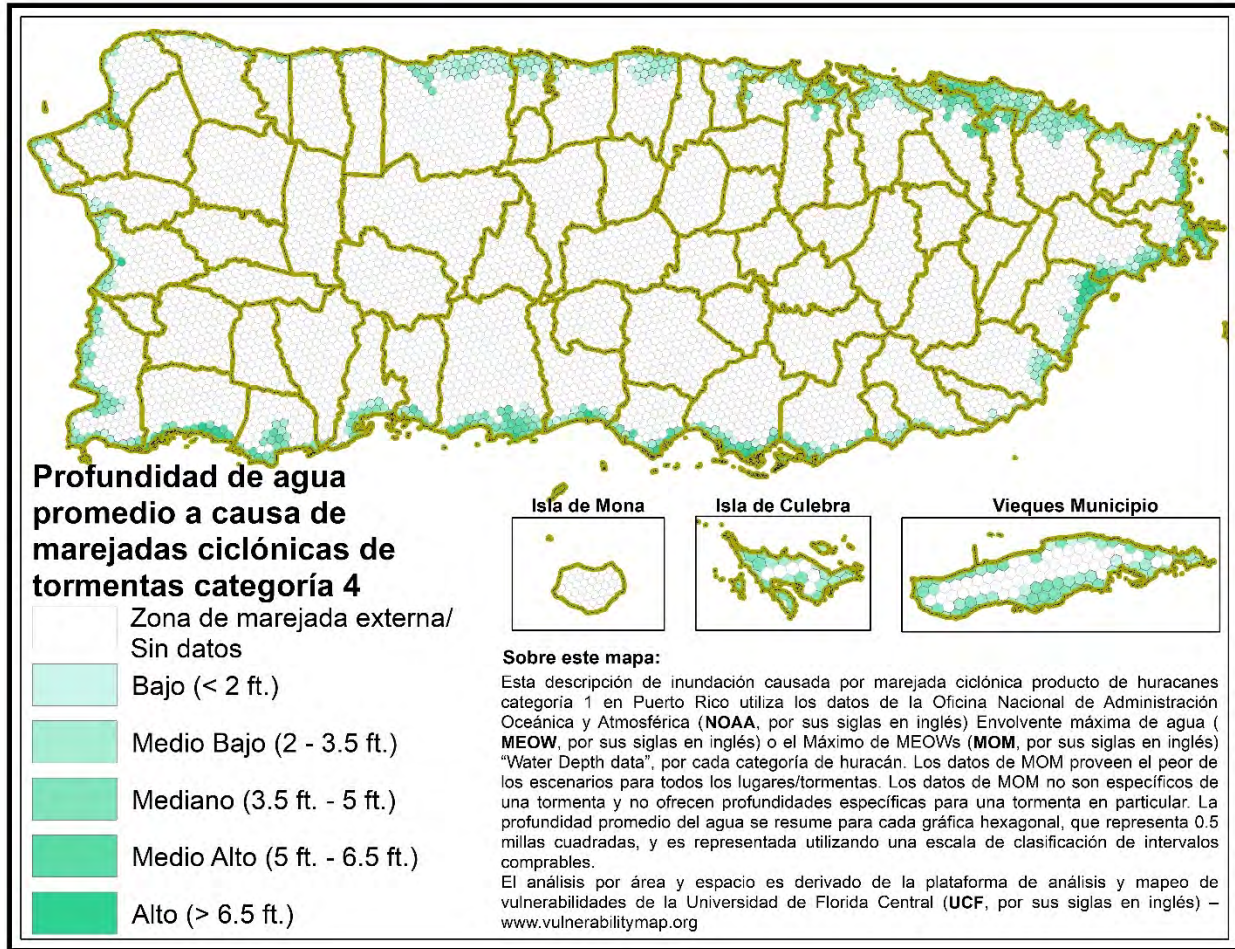 Profundidad de agua
promedio a causa de
marejadas ciclónicas de
tormentas categoría 4
Zona de marejada externa/
Sin datos
Bajo (< 2 ft.)
Medio Bajo (2 - 3.5 ft.)
Mediano (3.5 ft. - 5 ft.)
Medio Alto (5 ft. - 6.5 ft.)
Alto (> 6.5 ft.)
Isla de Mona
Isla de Culebra
Vieques Municipio
Sobre este mapa:
Esta descripción de inundación causada por marejada ciclónica producto de huracanes
categoría 1 en Puerto Rico utiliza los datos de la Oficina Nacional de Administración
Oceánica y Atmosférica (NOAA, por sus siglas en inglés) Envolvente máxima de agua (
MEOW, por sus siglas en inglés) o el Máximo de MEOWs (MOM, por sus siglas en inglés)
“Water Depth data”, por cada categoría de huracán. Los datos de MOM proveen el peor de
los escenarios para todos los lugares/tormentas. Los datos de MOM no son específicos de
una tormenta y no ofrecen profundidades específicas para una tormenta en particular. La
profundidad promedio del agua se resume para cada gráfica hexagonal, que representa 0.5
millas cuadradas, y es representada utilizando una escala de clasificación de intervalos
comprables.
El análisis por área y espacio es derivado de la plataforma de análisis y mapeo de
vulnerabilidades de la Universidad de Florida Central (UCF, por sus siglas en inglés) –
www.vulnerabilitymap.org